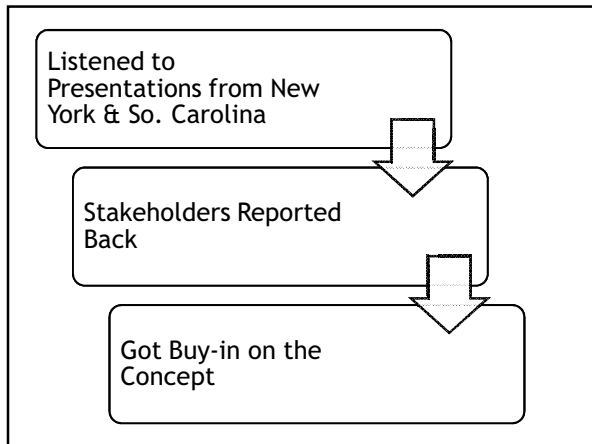 Listened to
Presentations from New
York & So. Carolina
Stakeholders Reported
Back
Got Buy-in on the
Concept